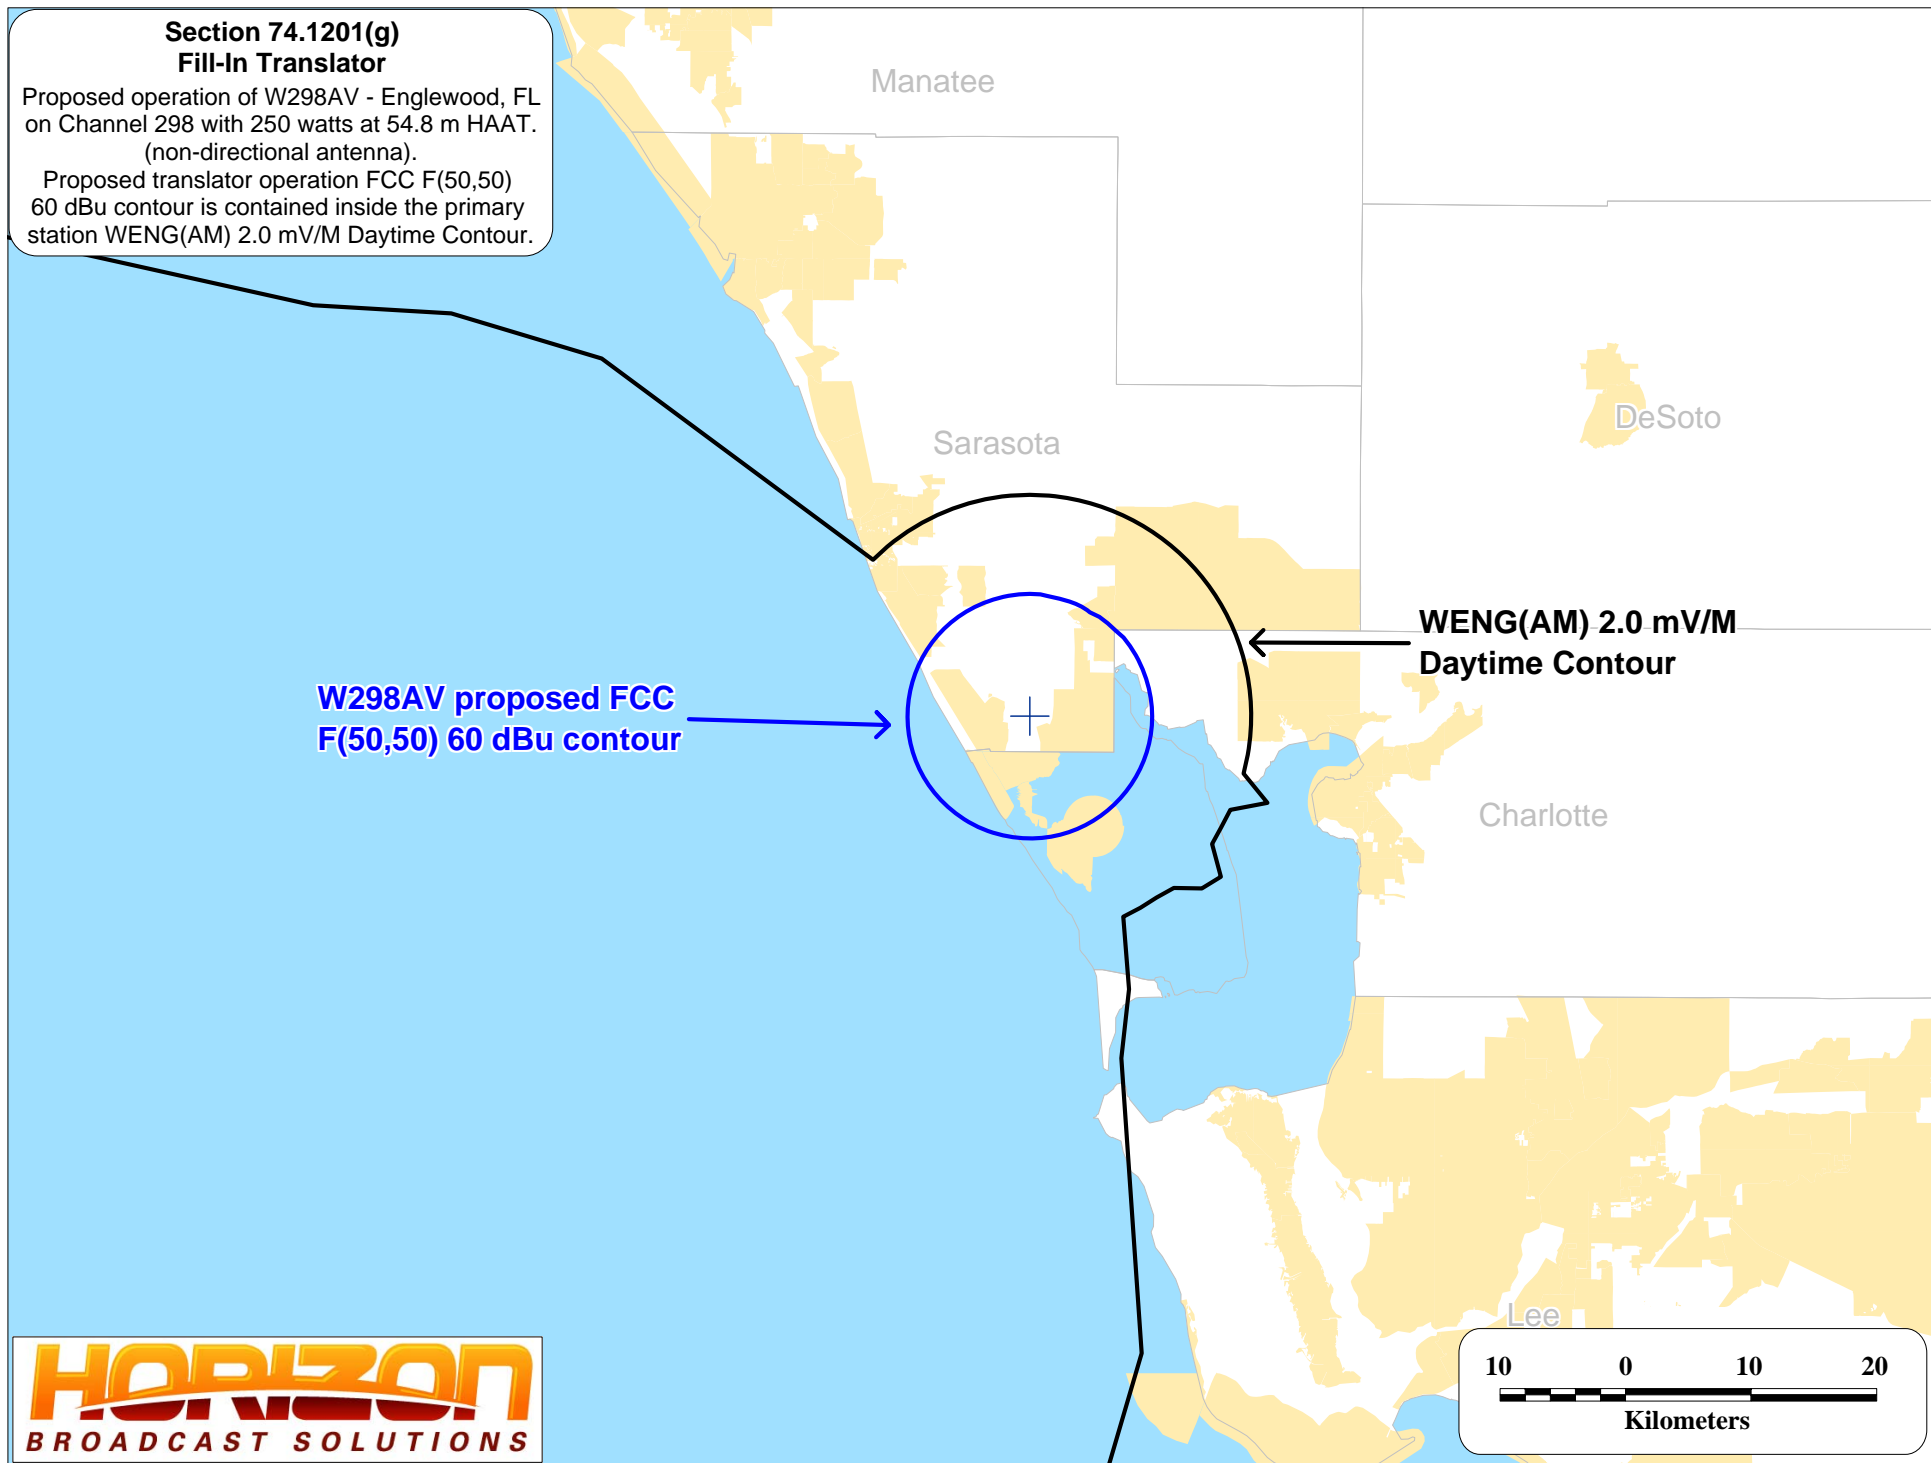 Section 74.1201(g)
Fill-In Translator
Proposed operation of W298AV - Englewood, FL
on Channel 298 with 250 watts at 54.8 m HAAT.
(non-directional antenna).
Proposed translator operation FCC F(50,50)
60 dBu contour is contained inside the primary
station WENG(AM) 2.0 mV/M Daytime Contour.
Manatee
DeSoto
Sarasota
WENG(AM) 2.0 mV/M
Daytime Contour
W298AV proposed FCC
F(50,50) 60 dBu contour
Charlotte
Lee
10 0 10 20
Kilometers
HORIZON
BROADCAST SOLUTIONS